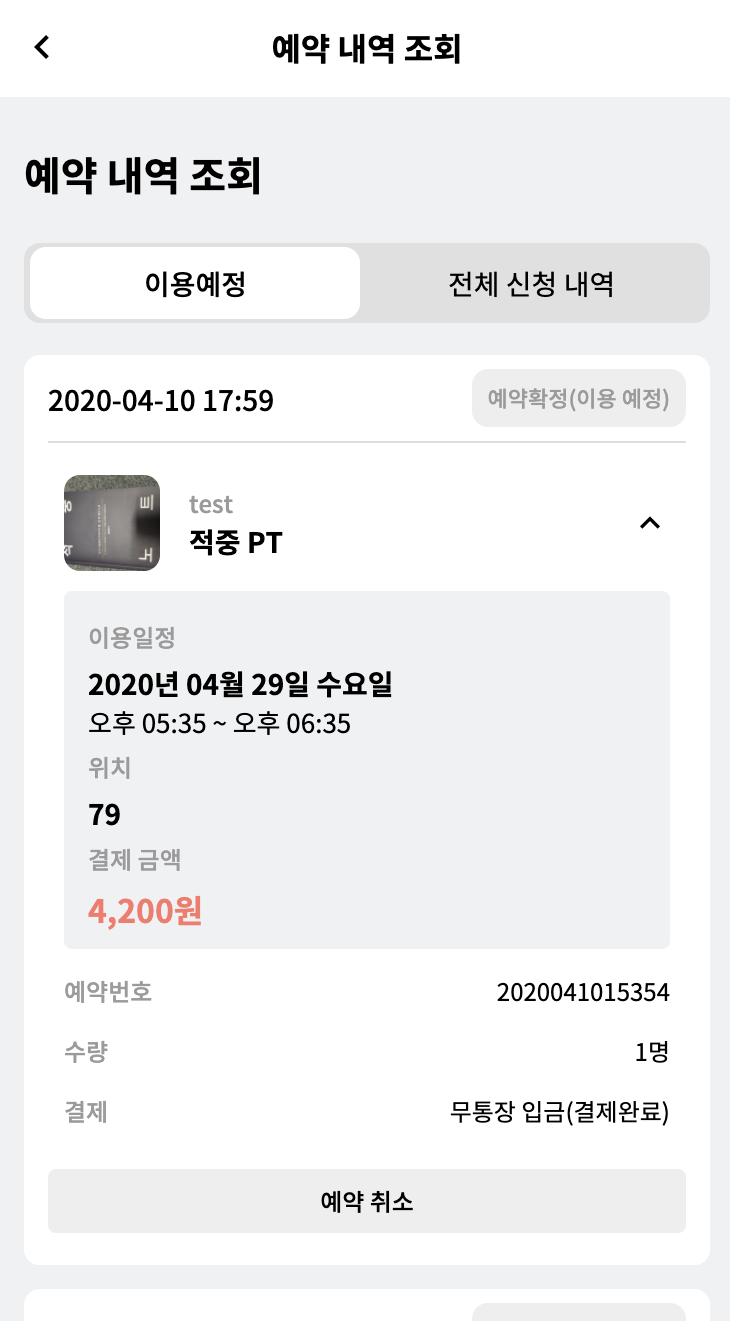 예약 내역 조회
예약 내역 조회
이용예정
전체 신청 내역
2020-04-10 17:59
예약확정(이용 예정)
test
적중 PT
이용일정
2020년 04월 29일 수요일
오후 05:35 ~ 오후 06:35
위치
79
결제 금액
4,200원
예약번호
2020041015354
수량
1명
결제
무통장 입금(결제완료)
예약 취소